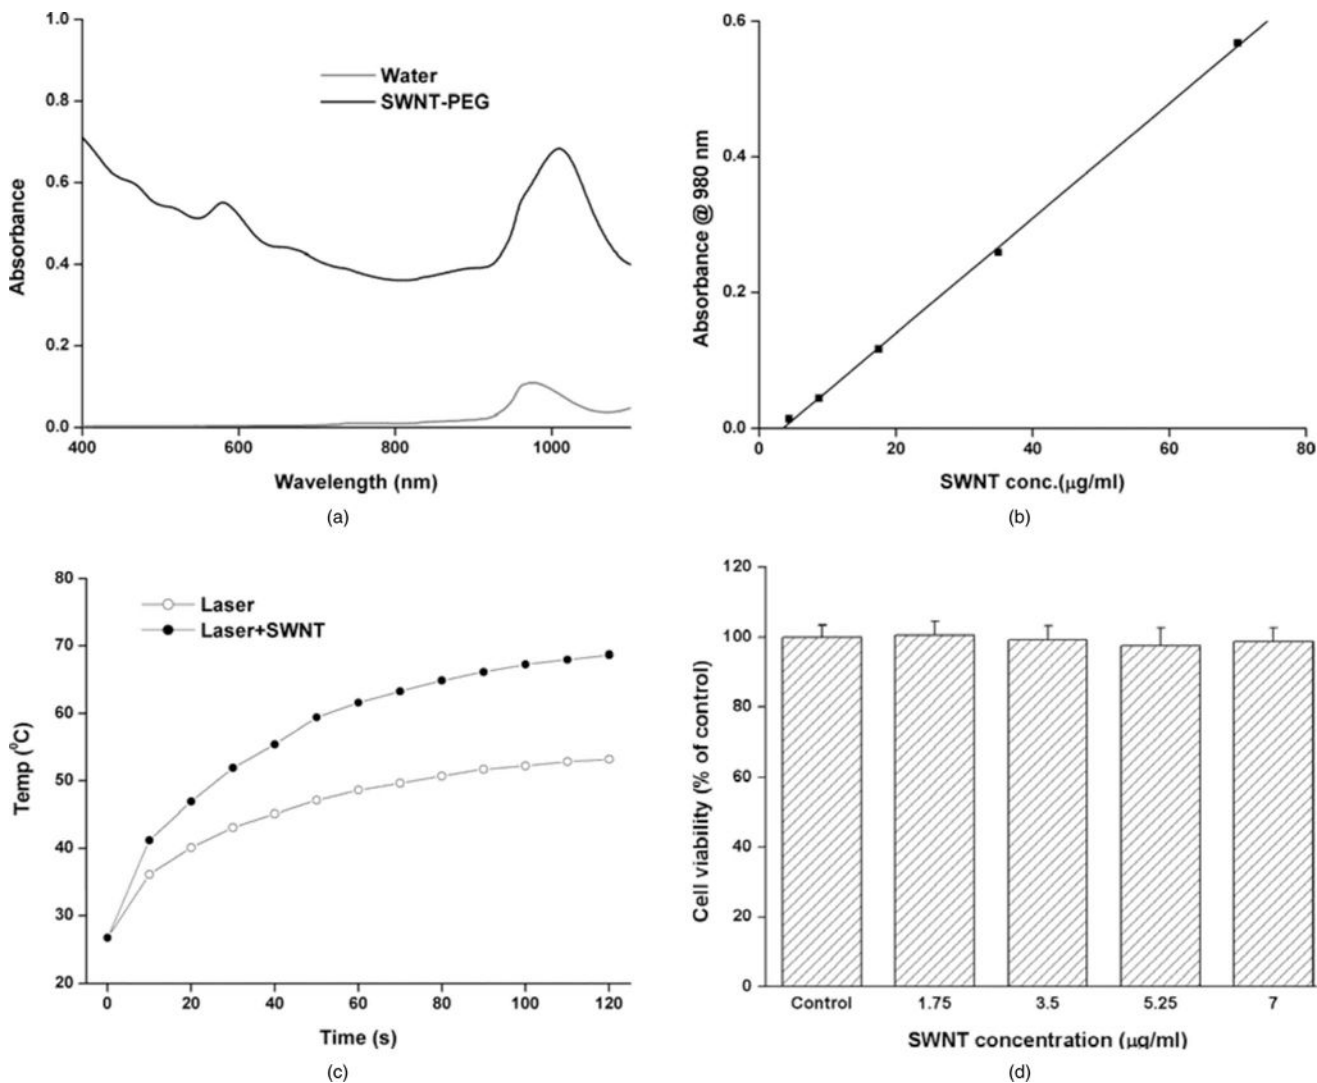 1.0
0.8
0.6
0.4
0.2
0.0
Absorbance
Water
SWNT-PEG
400
600
800
1000
Wavelength (nm)
(a)
0.6
0.4
0.2
0.0
Absorbance @ 980 nm
0
20
40
60
80
SWNT conc.(μg/ml)
(b)
80
70
60
50
40
30
20
Temp (⁰C)
Laser
Laser+SWNT
0
20
40
60
80
100
120
Time (s)
(c)
120
100
80
60
40
20
0
Cell viability (% of control)
Control
1.75
3.5
5.25
7
SWNT concentration (μg/ml)
(d)